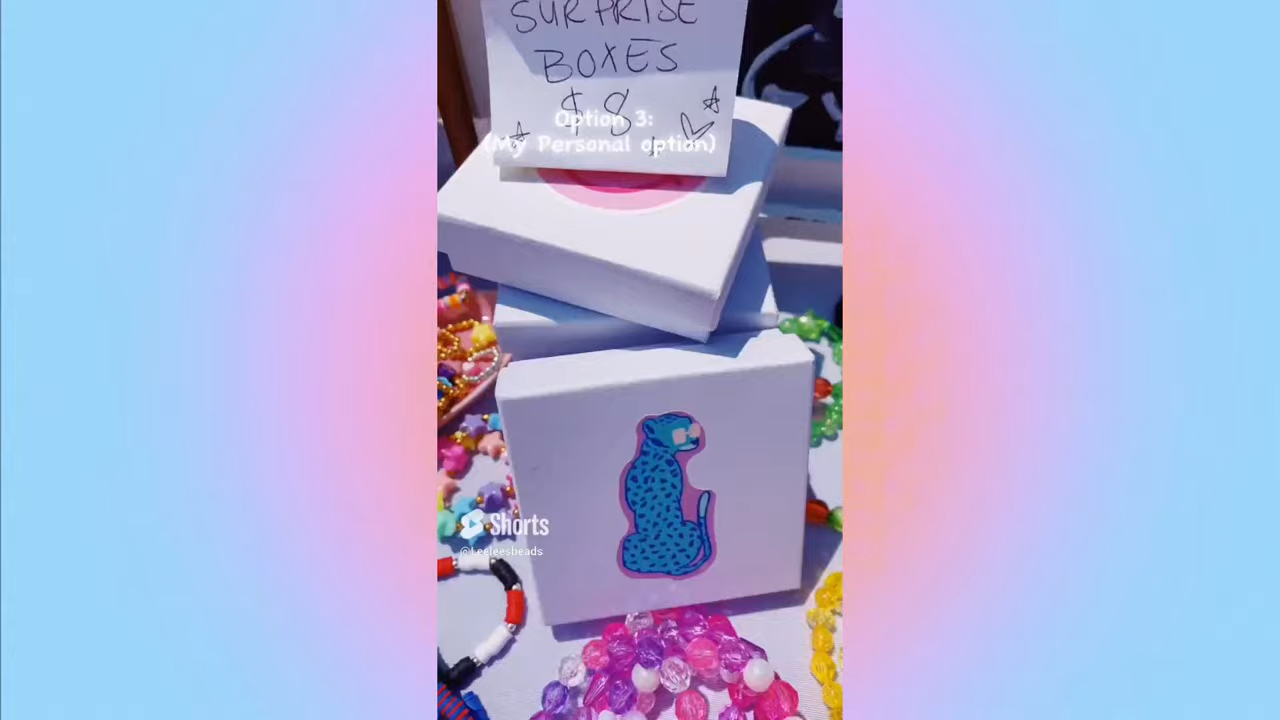 SURPRISE
BOXES
$8
Option 3:
(My Personal option)
Shorts
@Leeleesbeads